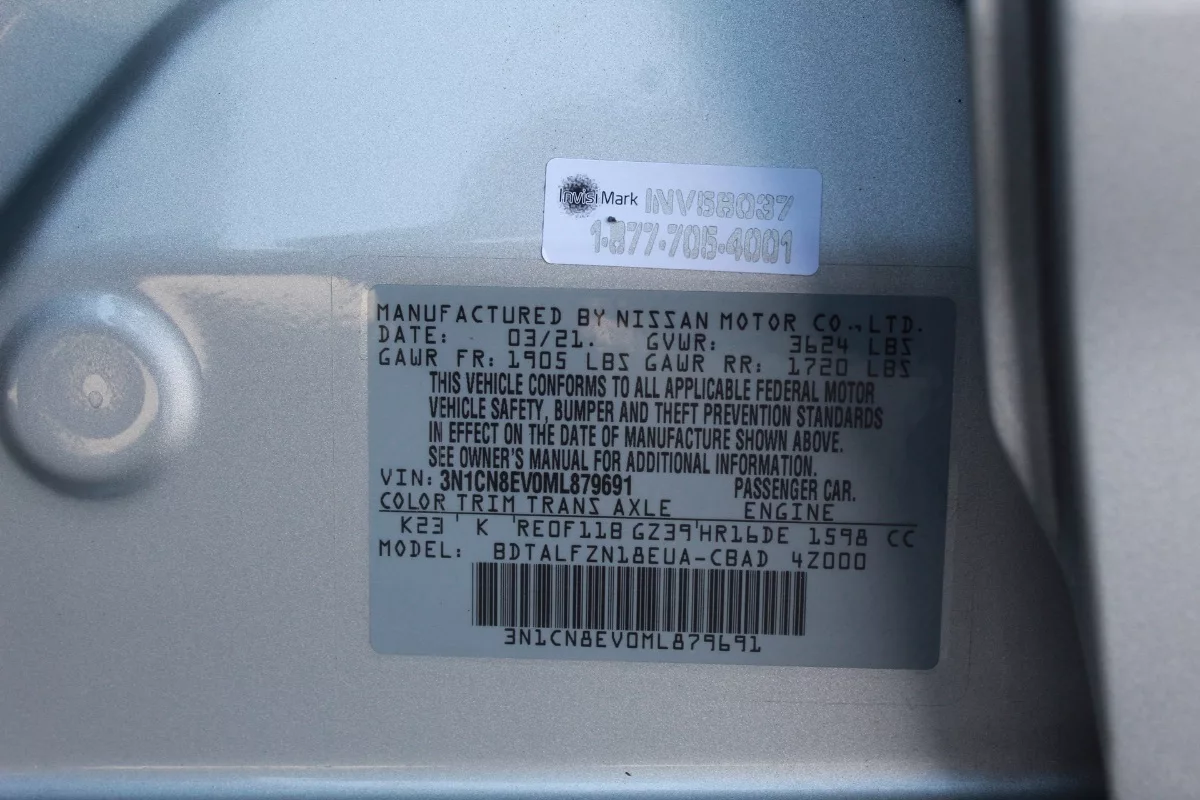 InvisiMark INV58037
1-877-705-4001
MANUFACTURED BY NISSAN MOTOR CO., LTD.
DATE: 03/21. GVWR: 3624 LBS
GAWR FR: 1905 LBS GAWR RR: 1720 LBS
THIS VEHICLE CONFORMS TO ALL APPLICABLE FEDERAL MOTOR
VEHICLE SAFETY, BUMPER AND THEFT PREVENTION STANDARDS
IN EFFECT ON THE DATE OF MANUFACTURE SHOWN ABOVE.
SEE OWNER'S MANUAL FOR ADDITIONAL INFORMATION.
VIN: 3N1CN8EV0ML879691 PASSENGER CAR.
COLOR TRIM TRANS AXLE ENGINE
K23 K RE0F11B GZ39 HR16DE 1598 CC
MODEL: BDTALFZN18EUA-CBAD 4Z000
3N1CN8EV0ML879691